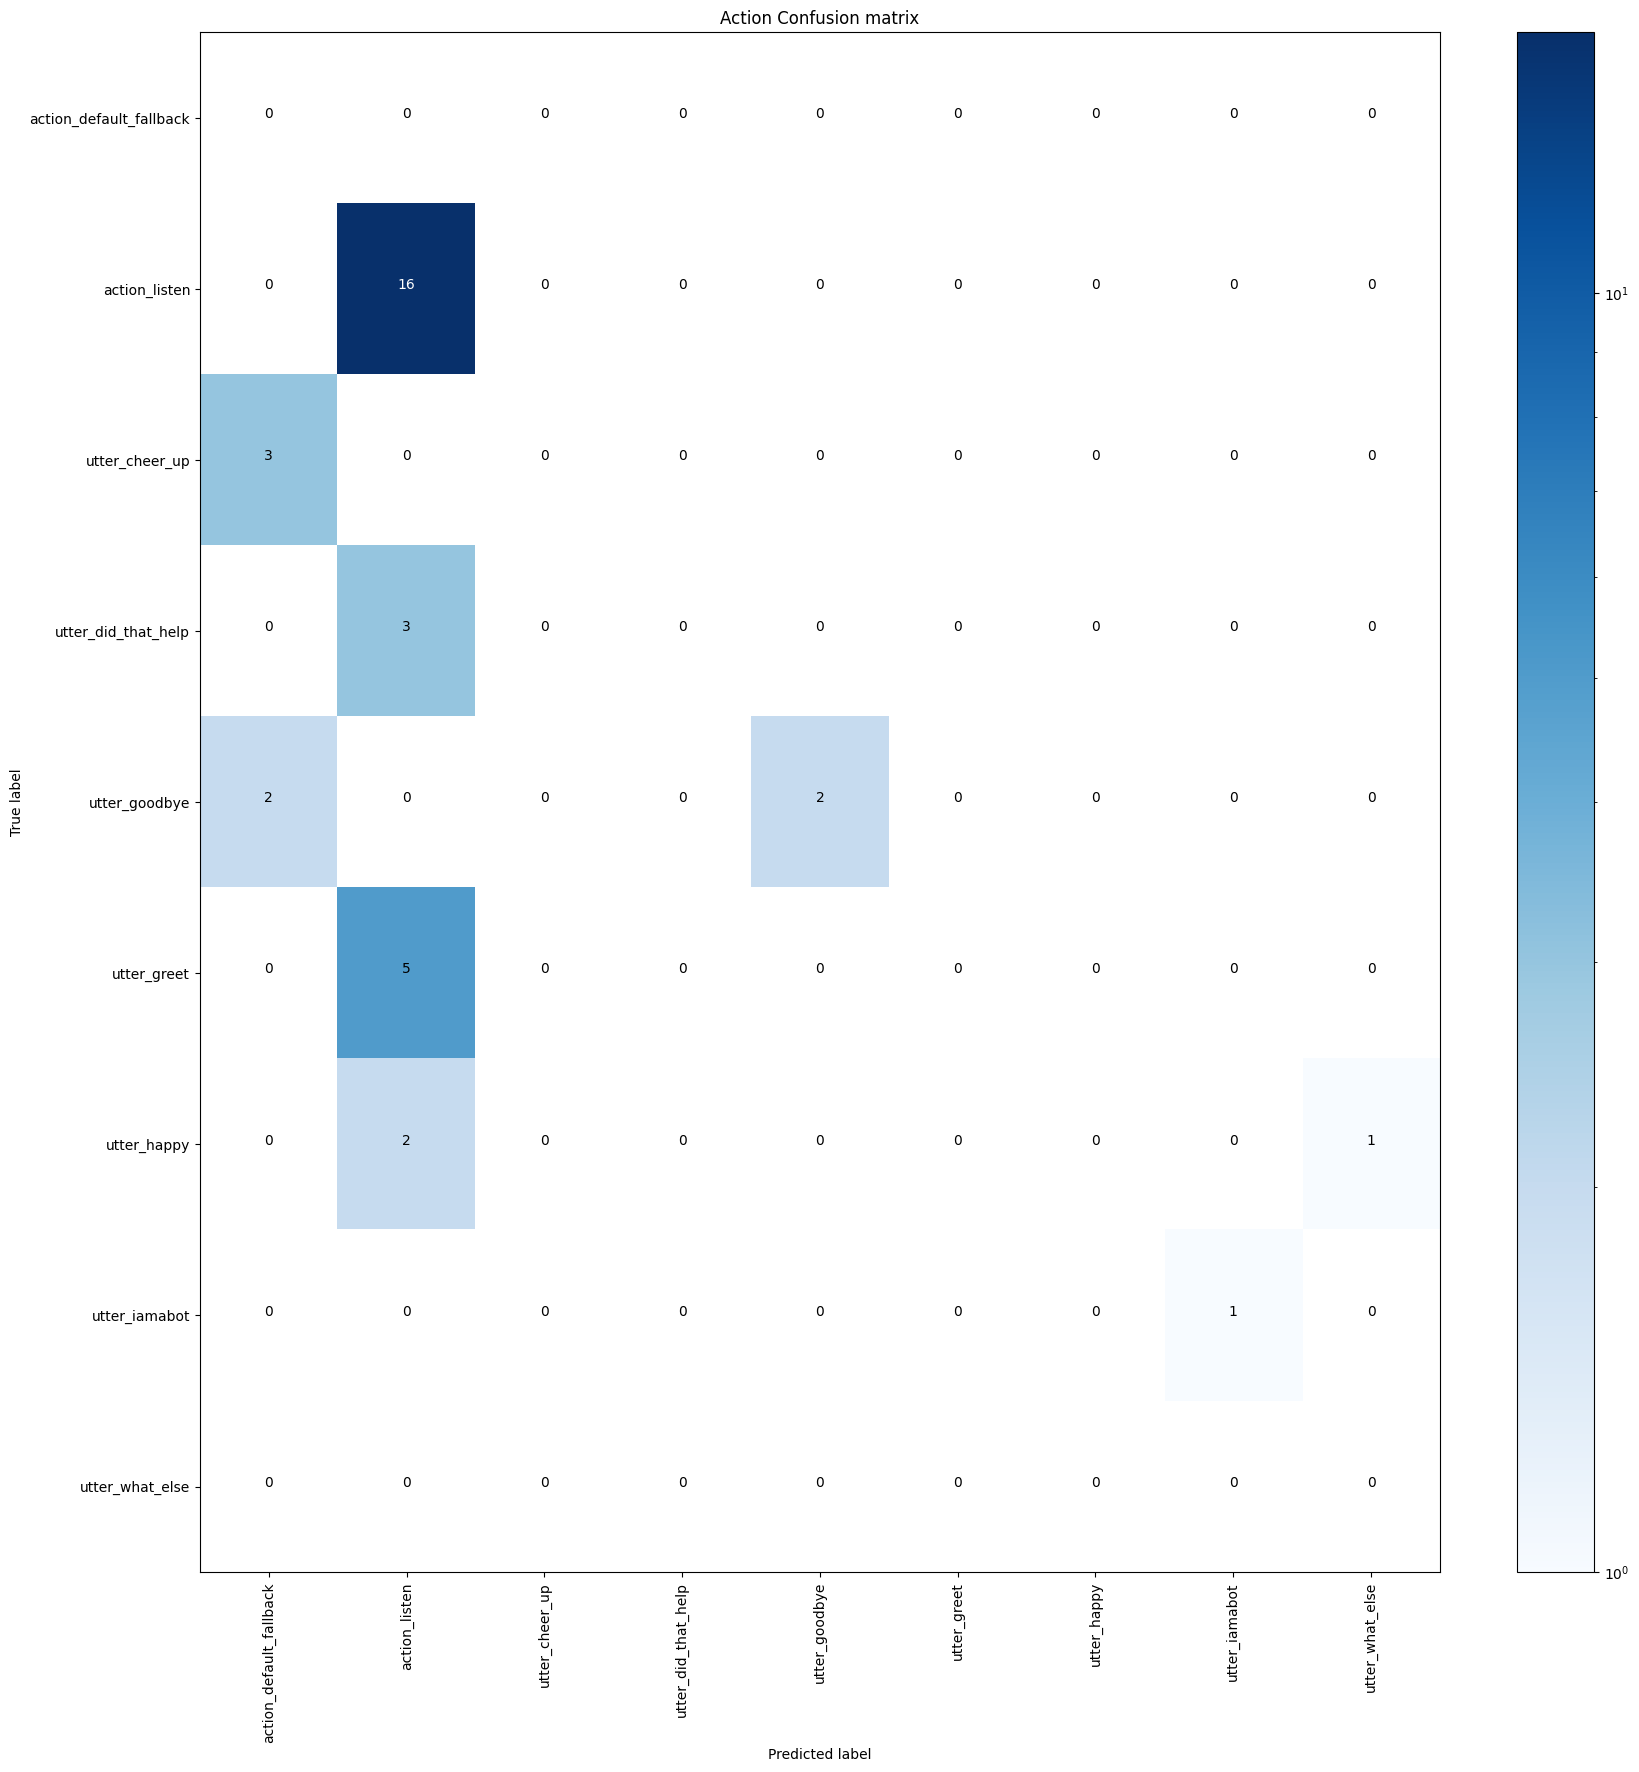 Action Confusion matrix
action_default_fallback 0 0 0 0 0 0 0 0 0
action_listen 0 16 0 0 0 0 0 0 0
utter_cheer_up 3 0 0 0 0 0 0 0 0
utter_did_that_help 0 3 0 0 0 0 0 0 0
utter_goodbye 2 0 0 0 2 0 0 0 0
utter_greet 0 5 0 0 0 0 0 0 0
utter_happy 0 2 0 0 0 0 0 0 1
utter_iamabot 0 0 0 0 0 0 0 1 0
utter_what_else 0 0 0 0 0 0 0 0 0
True label
action_default_fallback
action_listen
utter_cheer_up
utter_did_that_help
utter_goodbye
utter_greet
utter_happy
utter_iamabot
utter_what_else
Predicted label
10¹
10⁰